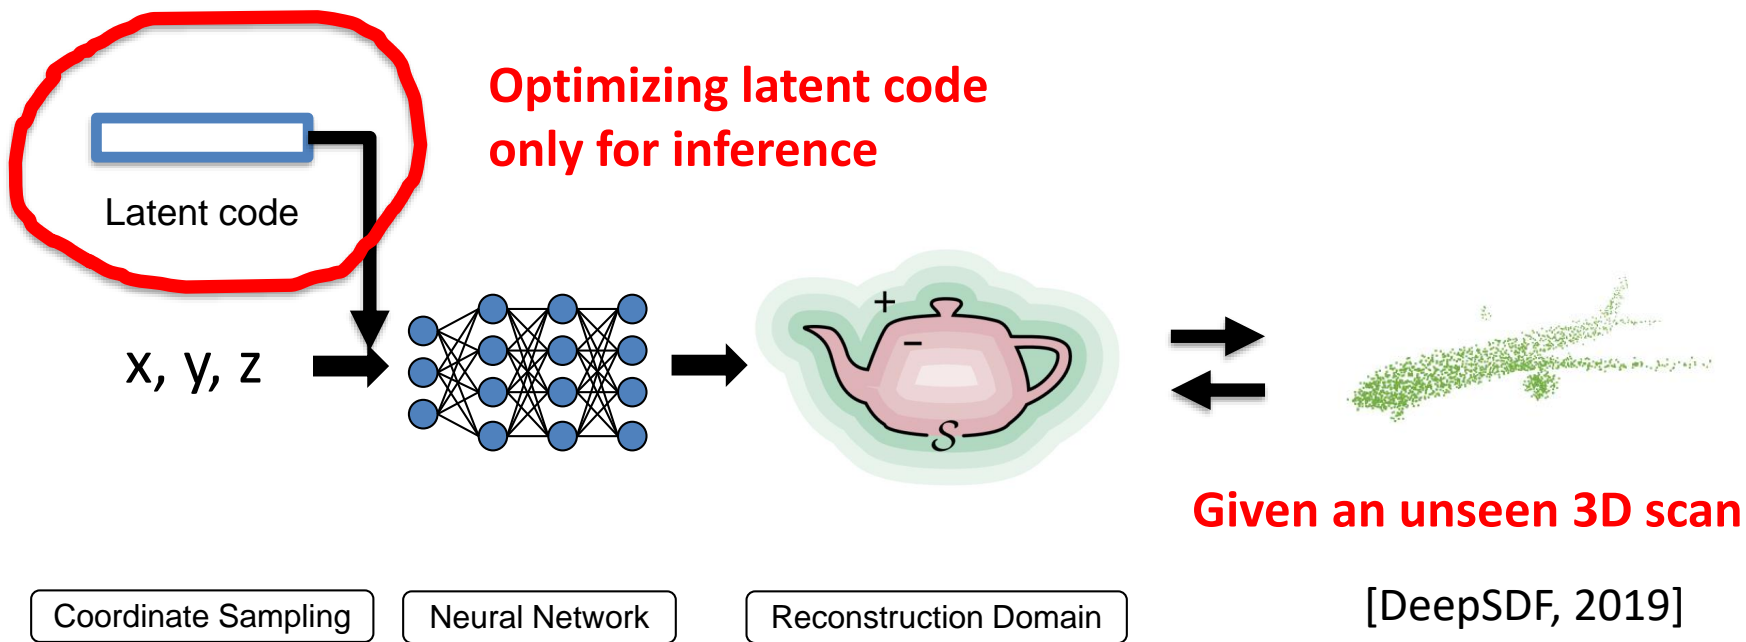 Optimizing latent code
only for inference
Latent code
x, y, z
+
−
S
Given an unseen 3D scan
[DeepSDF, 2019]
Coordinate Sampling
Neural Network
Reconstruction Domain